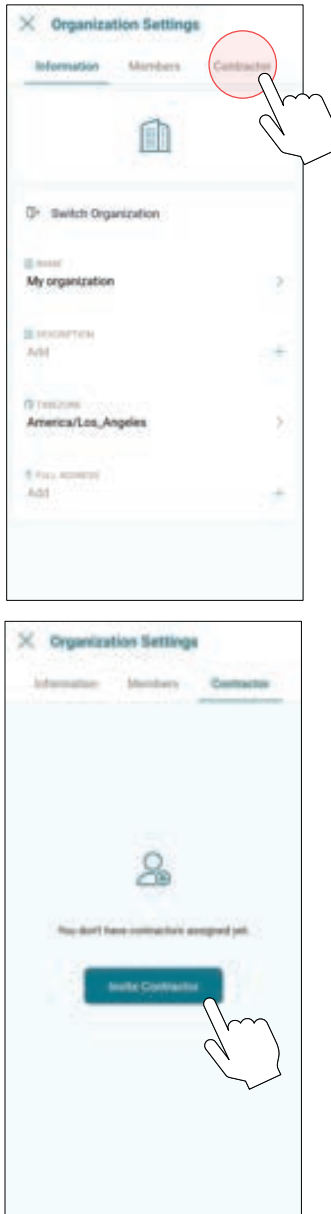 Organization Settings
Information Members Contractor
Switch Organization
NAME
My organization
DESCRIPTION
Add
TIMEZONE
America/Los_Angeles
FULL ADDRESS
Add
Organization Settings
Information Members Contractor
You don't have contractors assigned yet
Invite Contractor